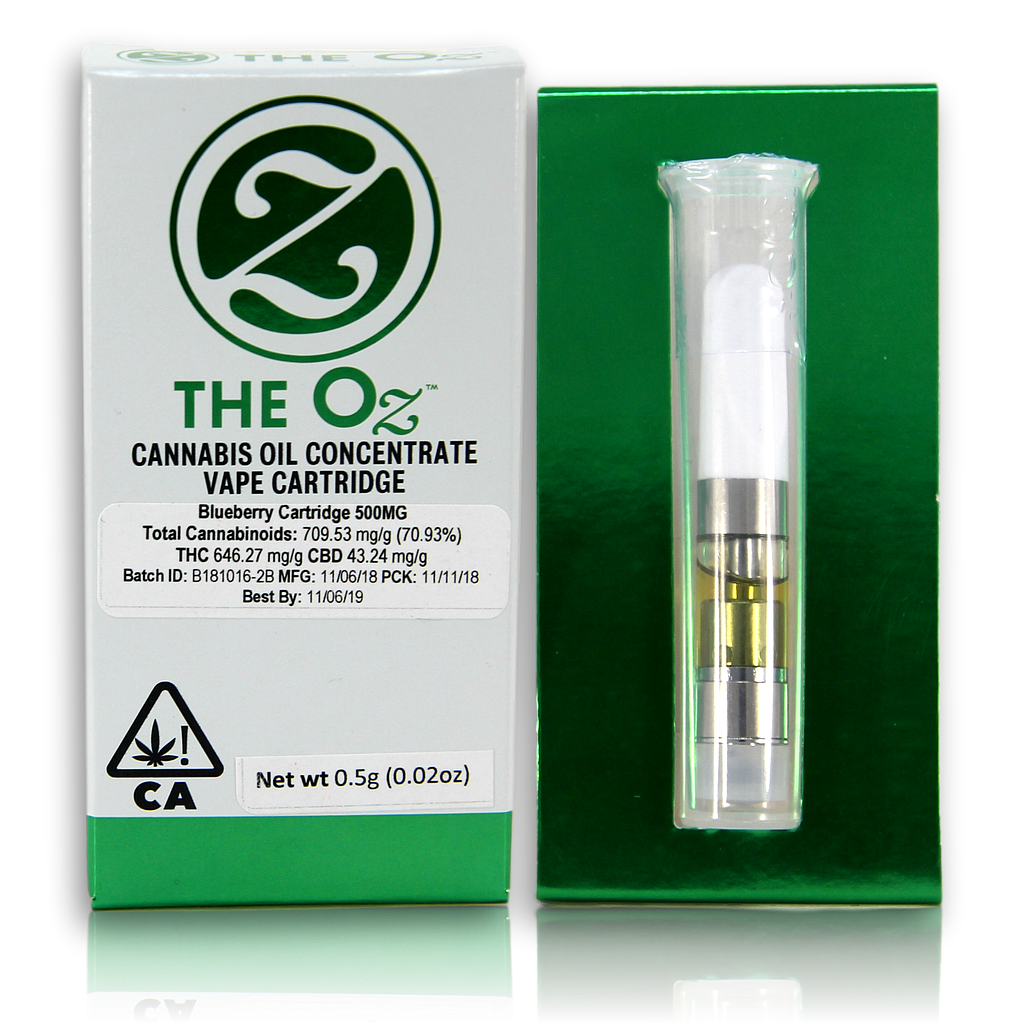 THE Oz
THE Oz™
CANNABIS OIL CONCENTRATE
VAPE CARTRIDGE
Blueberry Cartridge 500MG
Total Cannabinoids: 709.53 mg/g (70.93%)
THC 646.27 mg/g CBD 43.24 mg/g
Batch ID: B181016-2B MFG: 11/06/18 PCK: 11/11/18
Best By: 11/06/19
!
CA
Net wt 0.5g (0.02oz)